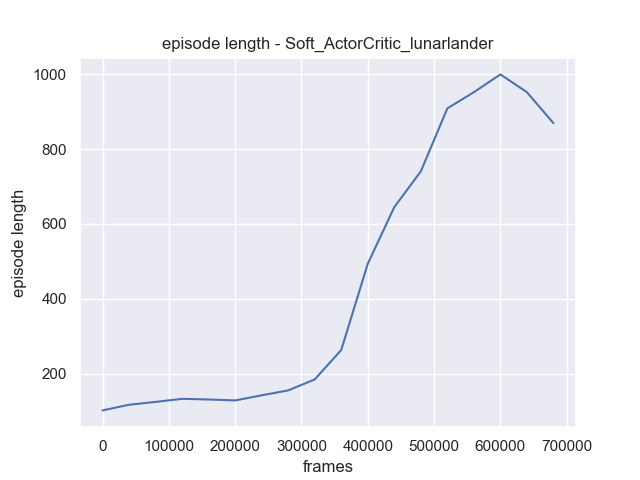 episode length - Soft_ActorCritic_lunarlander
1000
800
600
400
200
episode length
0 100000 200000 300000 400000 500000 600000 700000
frames